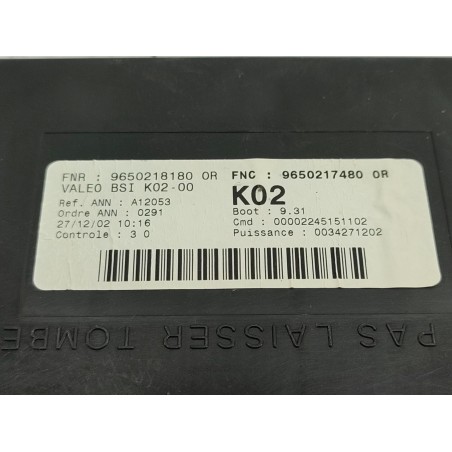 FNR : 9650218180 OR FNC : 9650217480 OR
VALEO BSI K02-00
K02
Ref. ANN : A12053
Boot : 9.31
Ordre ANN : 0291
Cmd : 00002245151102
27/12/02 10:16
Puissance : 0034271202
Controle : 3 0
PAS LAISSER TOMBE